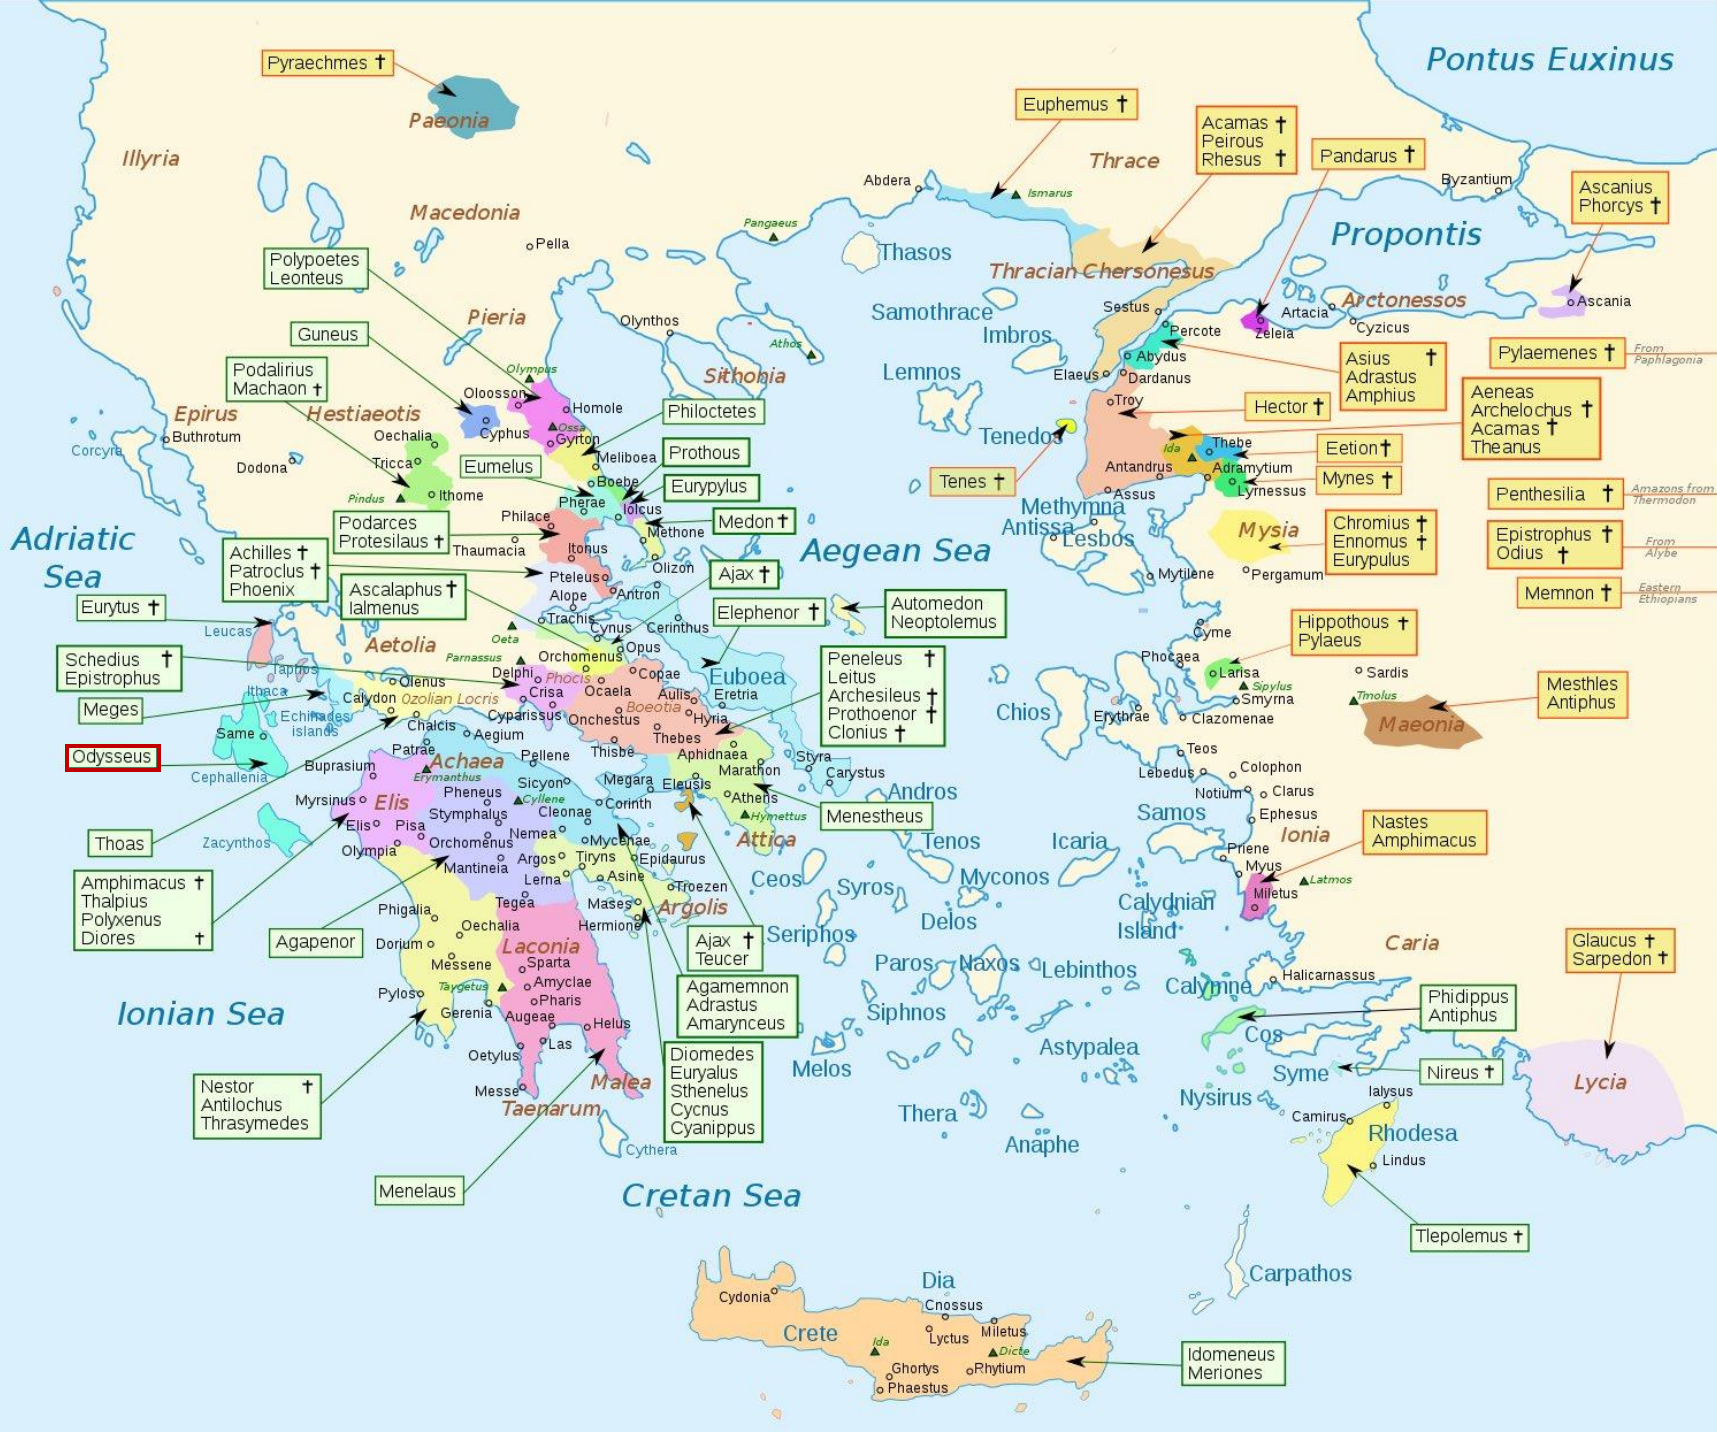 Pontus Euxinus
Pyraechmes †
Paeonia
Illyria
Macedonia
Pella
Euphemus †
Acamas †
Peirous
Rhesus †
Pandarus †
Thrace
Byzantium
Ascanius
Phorcys †
Abdera
Ismarus
Pangaeus
Thasos
Propontis
Thracian Chersonesus
Polypoetes
Leonteus
Pieria
Guneus
Olynthos
Samothrace
Imbros
Sestus
Artacia
Arctonessos
Cyzicus
Ascania
Zeleia
Percote
Abydus
Dardanus
Elaeus
Athos
Sithonia
Lemnos
Podalirius
Machaon †
Olympus
Oloosson
Homole
Asius †
Adrastus
Amphius
Pylaemenes †
From
Paphlagonia
Epirus
Hestiaeotis
Buthrotum
Corcyra
Dodona
Oechalia
Tricca
Ithome
Pindus
Cyphus
Ossa
Gyrton
Philoctetes
Meliboea
Prothous
Eumelus
Boebe
Eurypylus
Pherae
Iolcus
Medon †
Methone
Troy
Hector †
Aeneas
Archelochus †
Acamas †
Theanus
Tenedos
Tenes †
Ida
Thebe
Eetion†
Adramytium
Antandrus
Mynes †
Lyrnessus
Assus
Penthesilia †
Amazons from
Thermodon
Methymna
Antissa
Lesbos
Mysia
Chromius †
Ennomus †
Eurypulus
Epistrophus †
Odius †
From
Alybe
Mytilene
Pergamum
Memnon †
Eastern
Ethiopians
Adriatic
Sea
Aegean Sea
Podarces
Protesilaus †
Philace
Thaumacia
Itonus
Achilles †
Patroclus †
Phoenix
Pteleus
Olizon
Antron
Alope
Ajax †
Ascalaphus †
Ialmenus
Eurytus †
Leucas
Trachis
Cynus
Cerinthus
Elephenor †
Automedon
Neoptolemus
Aetolia
Oeta
Opus
Orchomenus
Schedius †
Epistrophus
Taphos
Parnassus
Delphi
Phocis
Copae
Euboea
Peneleus †
Leitus
Archesileus †
Prothoenor †
Clonius †
Hippothous †
Pylaeus
Cyme
Phocaea
Larisa
Sipylus
Sardis
Tmolus
Mesthles
Antiphus
Maeonia
Smyrna
Ithaca
Meges
Echinades
islands
Olenus
Calydon
Ozolian Locris
Crisa
Ocaela
Aulis
Eretria
Boeotia
Cyparissus
Onchestus
Hyria
Chalcis
Aegium
Thebes
Chios
Erythrae
Clazomenae
Same
Odysseus
Cephallenia
Patrae
Pellene
Thisbe
Aphidnaea
Styra
Buprasium
Achaea
Erymanthus
Sicyon
Megara
Eleusis
Marathon
Carystus
Teos
Lebedus
Colophon
Notium
Clarus
Ephesus
Andros
Myrsinus
Elis
Pheneus
Cyllene
Corinth
Athens
Hymettus
Menestheus
Stymphalus
Cleonae
Elis
Pisa
Zacynthos
Thoas
Nemea
Orchomenus
Mycenae
Attica
Tenos
Icaria
Samos
Ionia
Nastes
Amphimacus
Olympia
Mantineia
Argos
Tiryns
Epidaurus
Priene
Myus
Latmos
Miletus
Amphimacus †
Thalpius
Polyxenus
Diores †
Lerna
Asine
Troezen
Ceos
Syros
Myconos
Calydnian
Island
Tegea
Mases
Argolis
Hermione
Phigalia
Oechalia
Delos
Seriphos
Agapenor
Dorium
Laconia
Ajax †
Teucer
Caria
Glaucus †
Sarpedon †
Messene
Sparta
Paros
Naxos
Lebinthos
Halicarnassus
Taygetus
Amyclae
Agamemnon
Adrastus
Amarynceus
Calymne
Pylos
Pharis
Gerenia
Augeae
Helus
Siphnos
Phidippus
Antiphus
Ionian Sea
Las
Cos
Oetylus
Diomedes
Euryalus
Sthenelus
Cycnus
Cyanippus
Melos
Astypalea
Syme
Nireus †
Lycia
Nestor †
Antilochus
Thrasymedes
Messe
Malea
Taenarum
Nysirus
Ialysus
Thera
Camirus
Rhodesa
Anaphe
Cythera
Lindus
Menelaus
Cretan Sea
Tlepolemus †
Carpathos
Dia
Cydonia
Cnossus
Crete
Lyctus
Miletus
Ida
Dicte
Ghortys
Rhytium
Phaestus
Idomeneus
Meriones